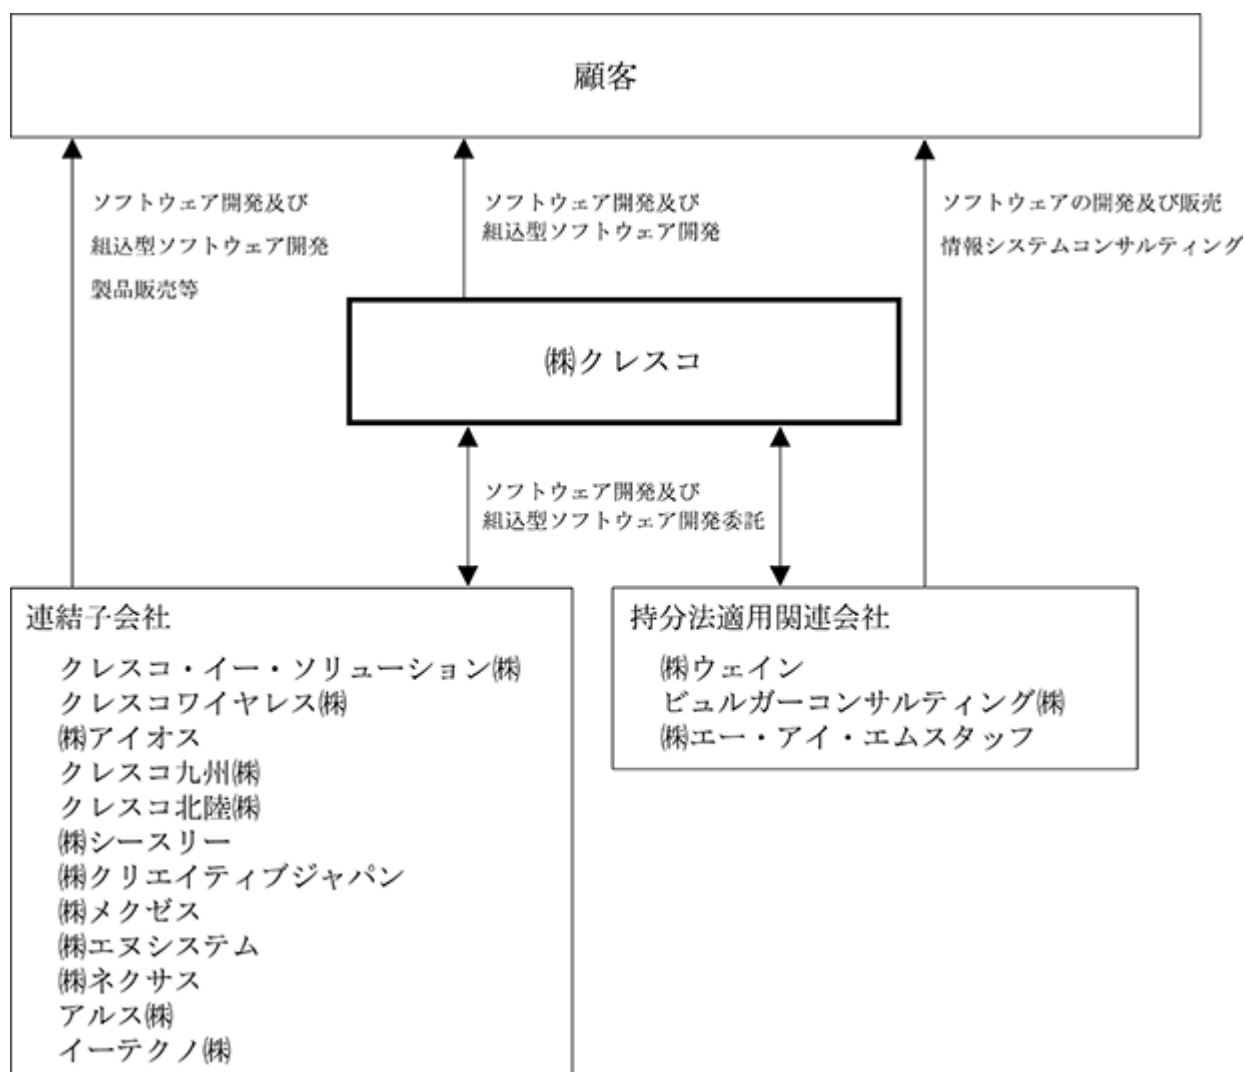 顧客
ソフトウェア開発及び
組込型ソフトウェア開発
製品販売等
ソフトウェア開発及び
組込型ソフトウェア開発
ソフトウェアの開発及び販売
情報システムコンサルティング
㈱クレスコ
ソフトウェア開発及び
組込型ソフトウェア開発委託
連結子会社
クレスコ・イー・ソリューション㈱
クレスコワイヤレス㈱
㈱アイオス
クレスコ九州㈱
クレスコ北陸㈱
㈱シースリー
㈱クリエイティブジャパン
㈱メクゼス
㈱エヌシステム
㈱ネクサス
アルス㈱
イーテクノ㈱
持分法適用関連会社
㈱ウェイン
ビュルガーコンサルティング㈱
㈱エー・アイ・エムスタッフ